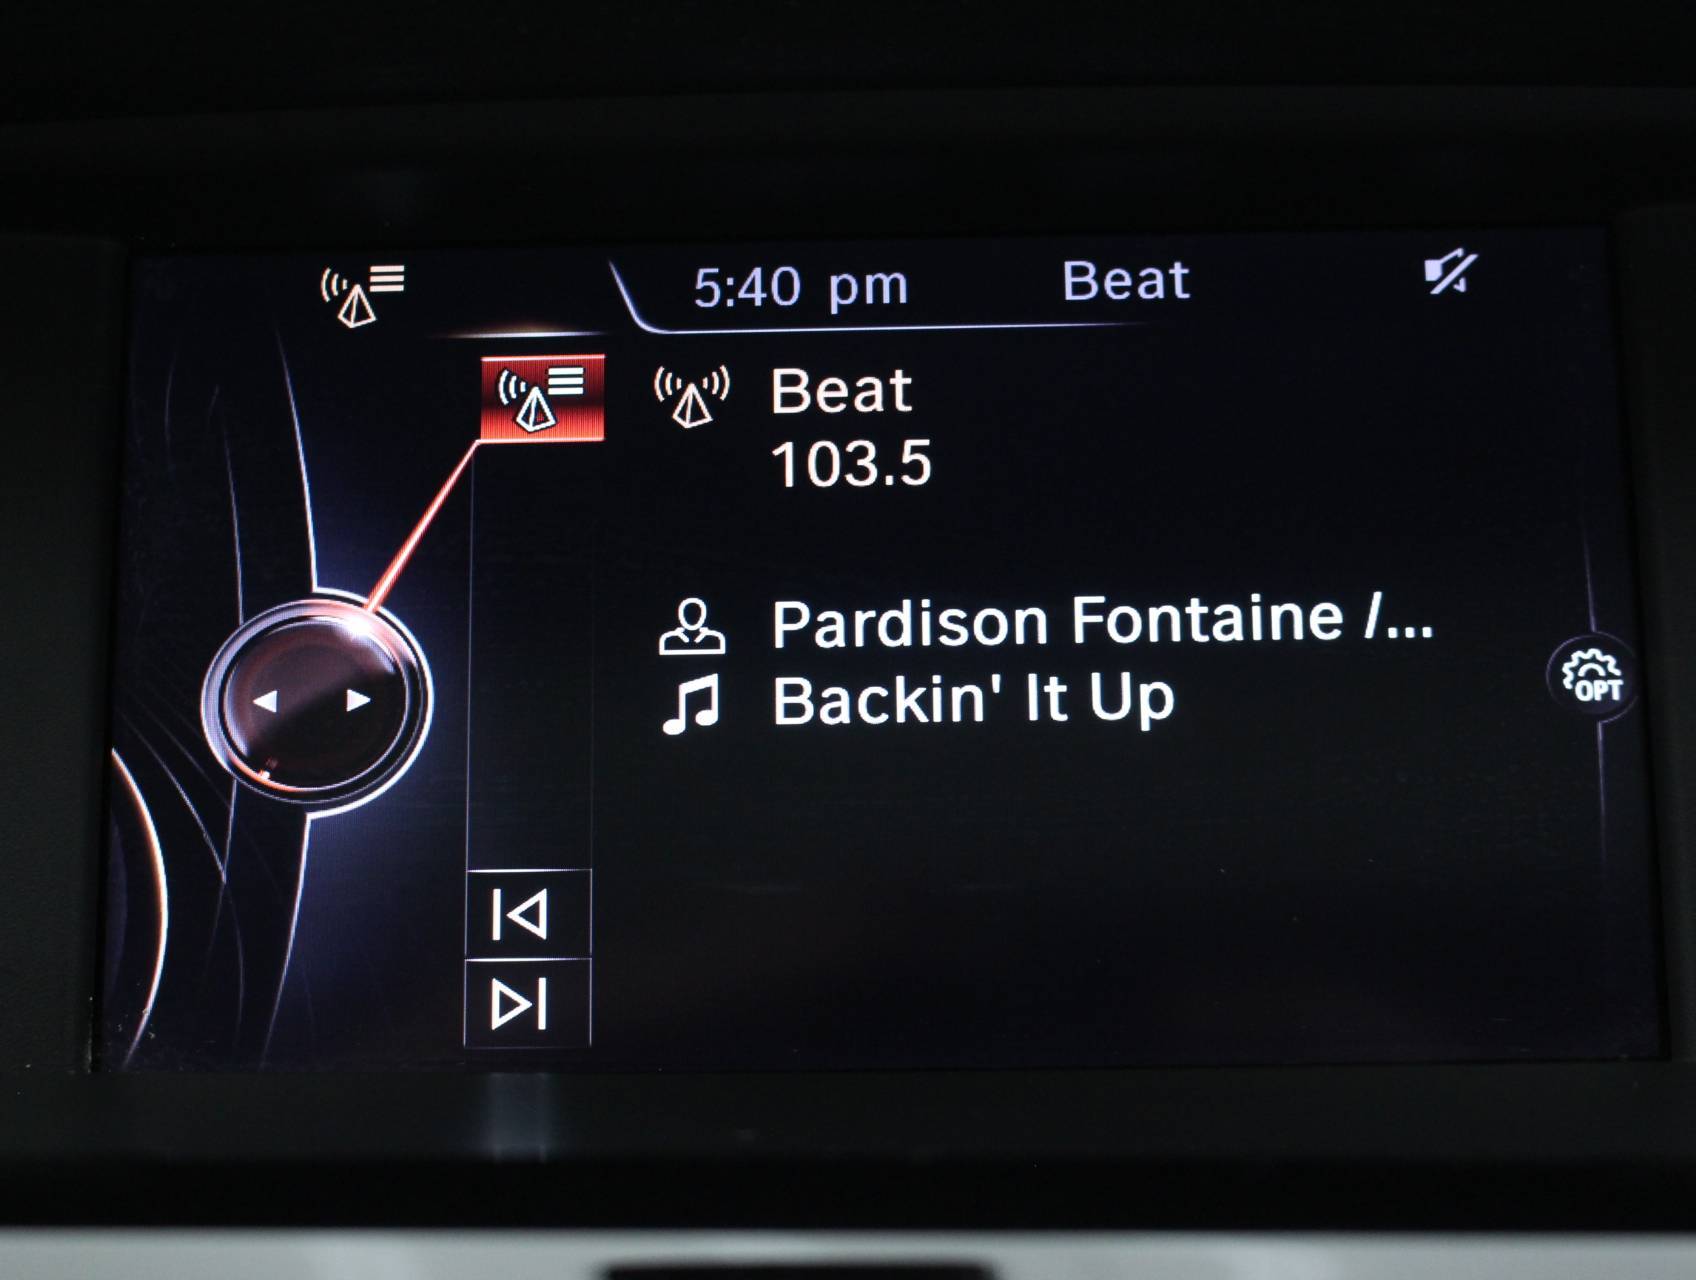 5:40 pm Beat
Beat
103.5
Pardison Fontaine /...
Backin' It Up
OPT